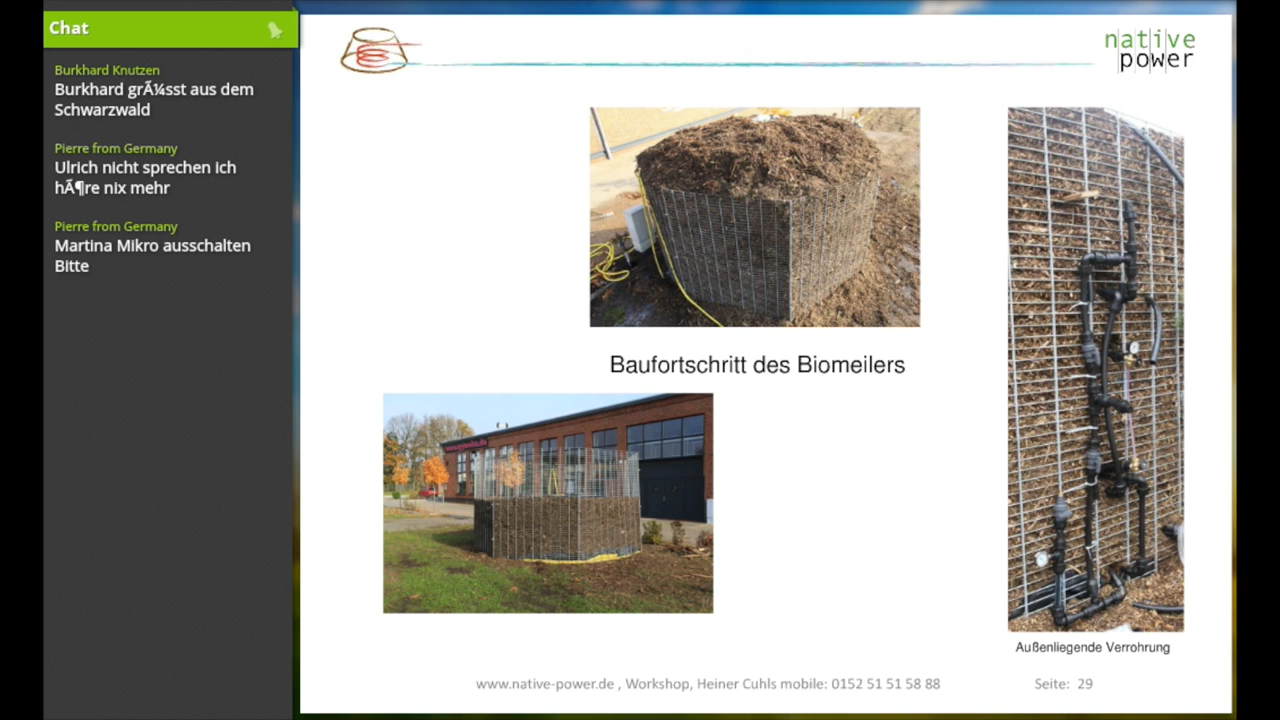 Chat
Burkhard Knutzen
Burkhard grÃ¼sst aus dem
Schwarzwald
Pierre from Germany
Ulrich nicht sprechen ich
hÃ¶re nix mehr
Pierre from Germany
Martina Mikro ausschalten
Bitte
native
power
Baufortschritt des Biomeilers
Außenliegende Verrohrung
www.native-power.de , Workshop, Heiner Cuhls mobile: 0152 51 51 58 88
Seite: 29